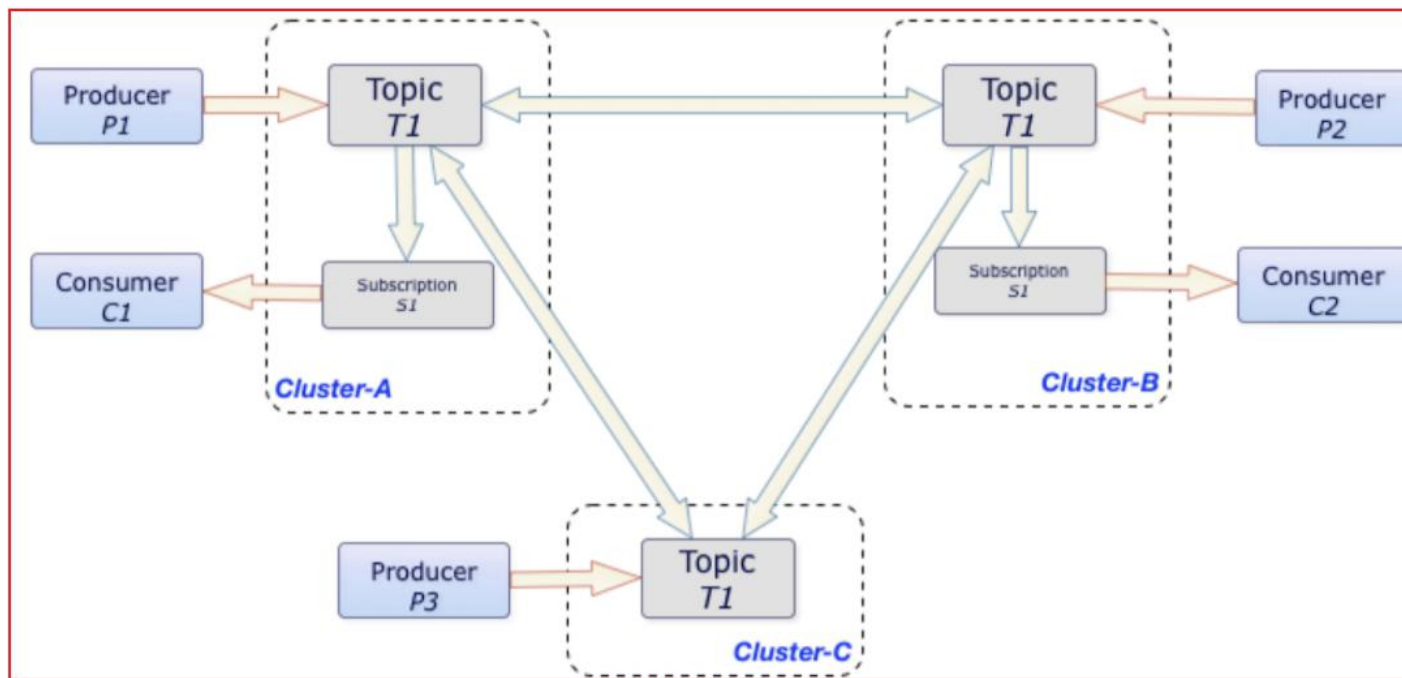 Producer
P1
Topic
T1
Topic
T1
Producer
P2
Consumer
C1
Subscription
S1
Subscription
S1
Consumer
C2
Cluster-A
Cluster-B
Producer
P3
Topic
T1
Cluster-C